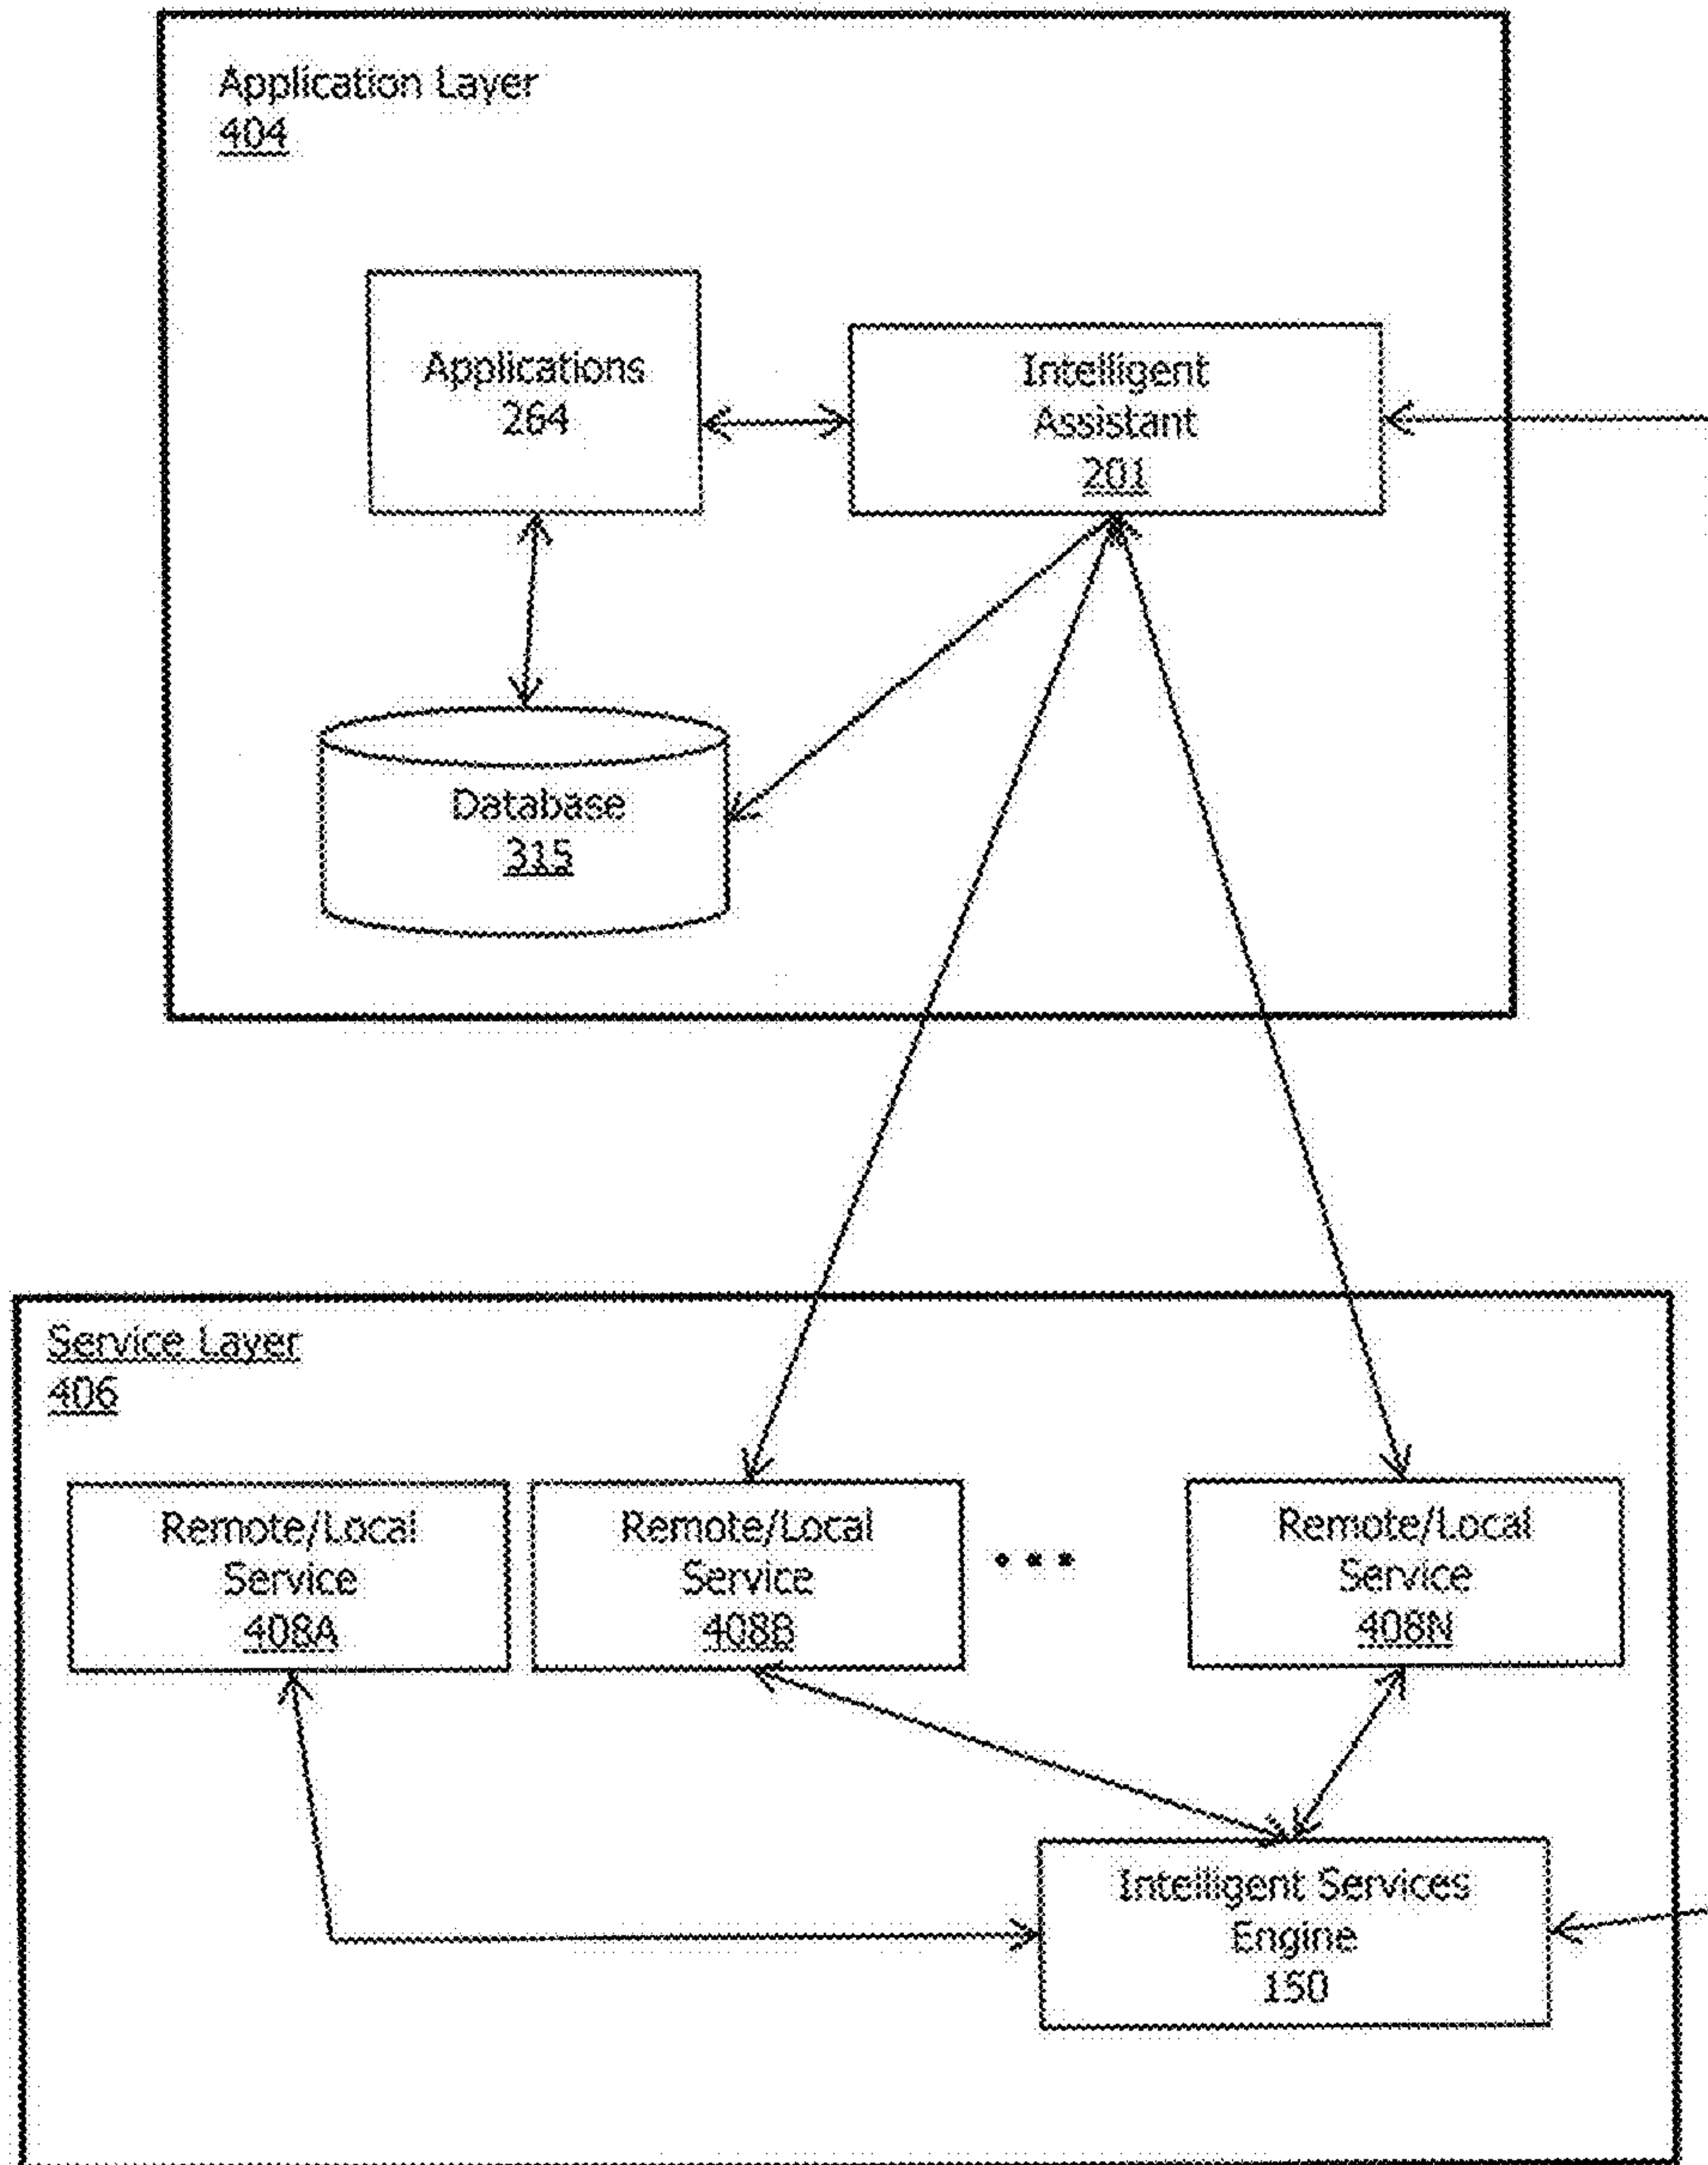 Application Layer
404
Applications
264
Intelligent
Assistant
201
Database
315
Service Layer
406
Remote/Local
Service
408A
Remote/Local
Service
408B
Remote/Local
Service
408N
Intelligent Services
Engine
150